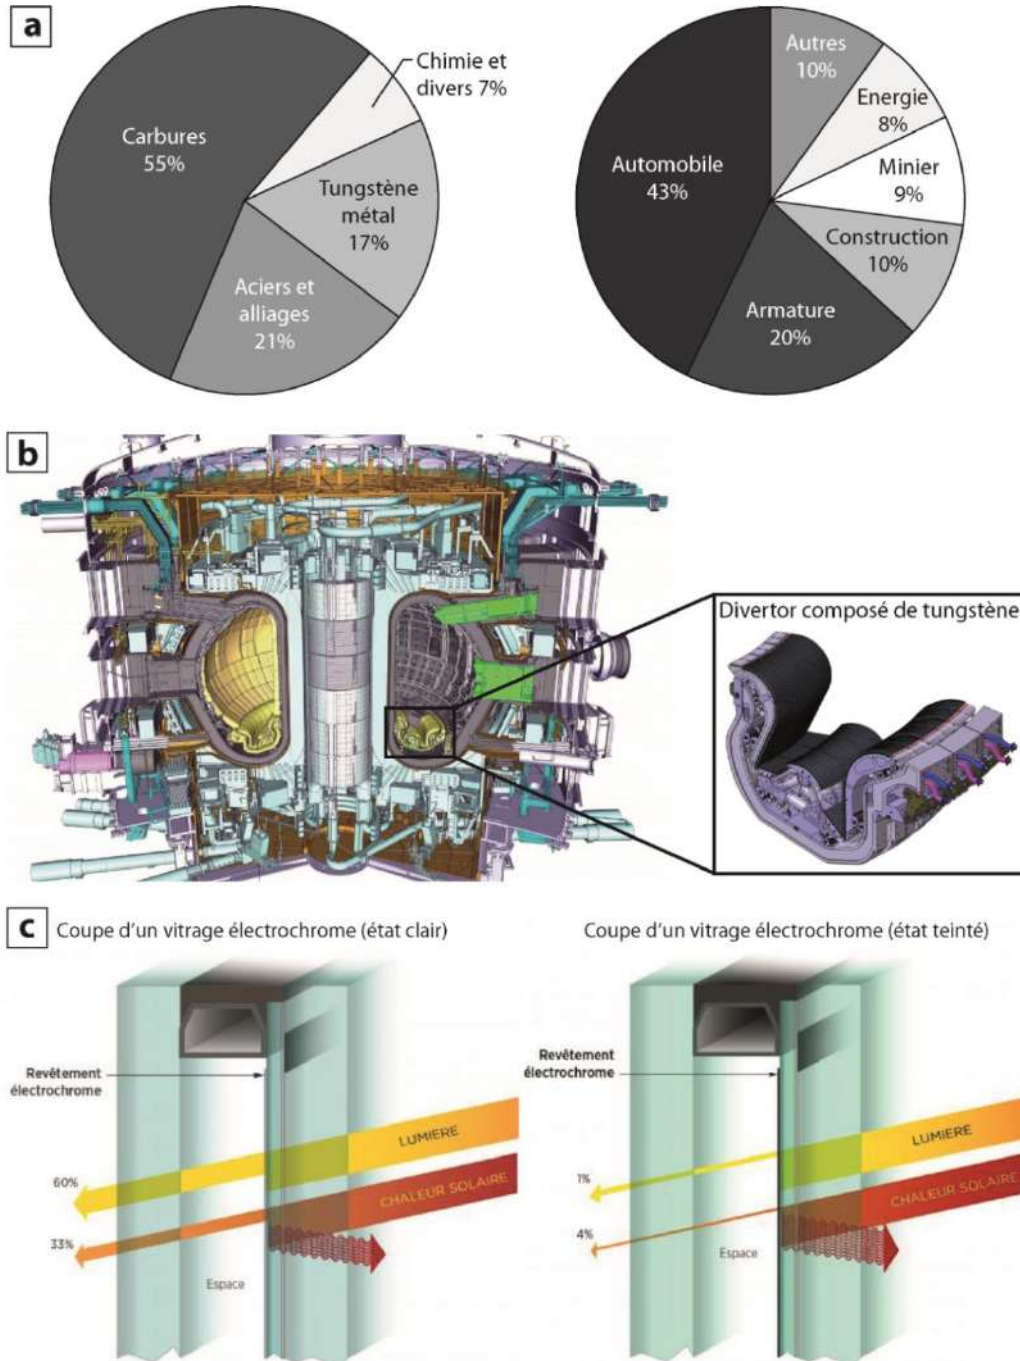 a
Chimie et
divers 7%
Carbures
55%
Tungstène
métal
17%
Aciers et
alliages
21%
Autres
10%
Energie
8%
Automobile
43%
Minier
9%
Construction
10%
Armature
20%
b
Divertor composé de tungstène
c
Coupe d'un vitrage électrochrome (état clair)
Revêtement
électrochrome
LUMIERE
60%
CHALEUR SOLAIRE
33%
Espace
Coupe d'un vitrage électrochrome (état teinté)
Revêtement
électrochrome
LUMIERE
1%
CHALEUR SOLAIRE
4%
Espace